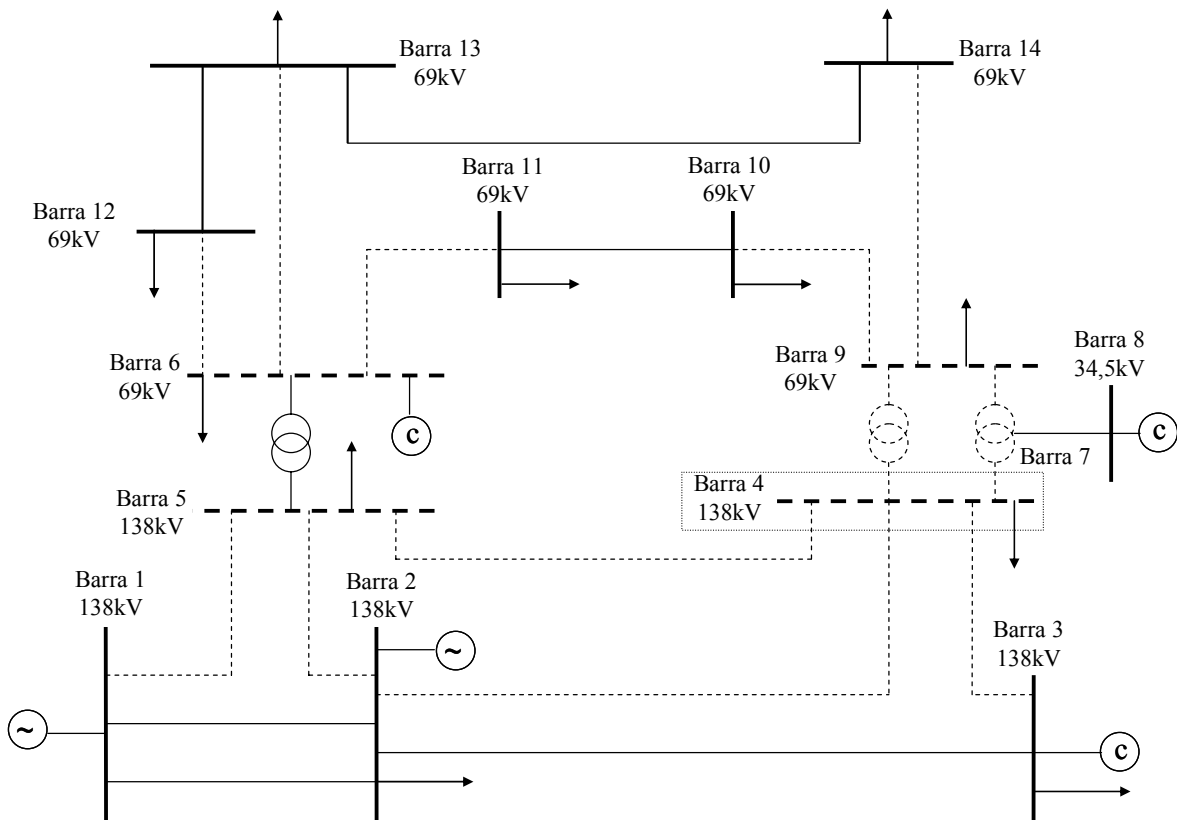 Barra 13
69kV
Barra 14
69kV
Barra 11
69kV
Barra 10
69kV
Barra 12
69kV
Barra 6
69kV
c
Barra 9
69kV
Barra 8
34,5kV
c
Barra 7
Barra 5
138kV
Barra 4
138kV
Barra 1
138kV
Barra 2
138kV
~
Barra 3
138kV
~
c